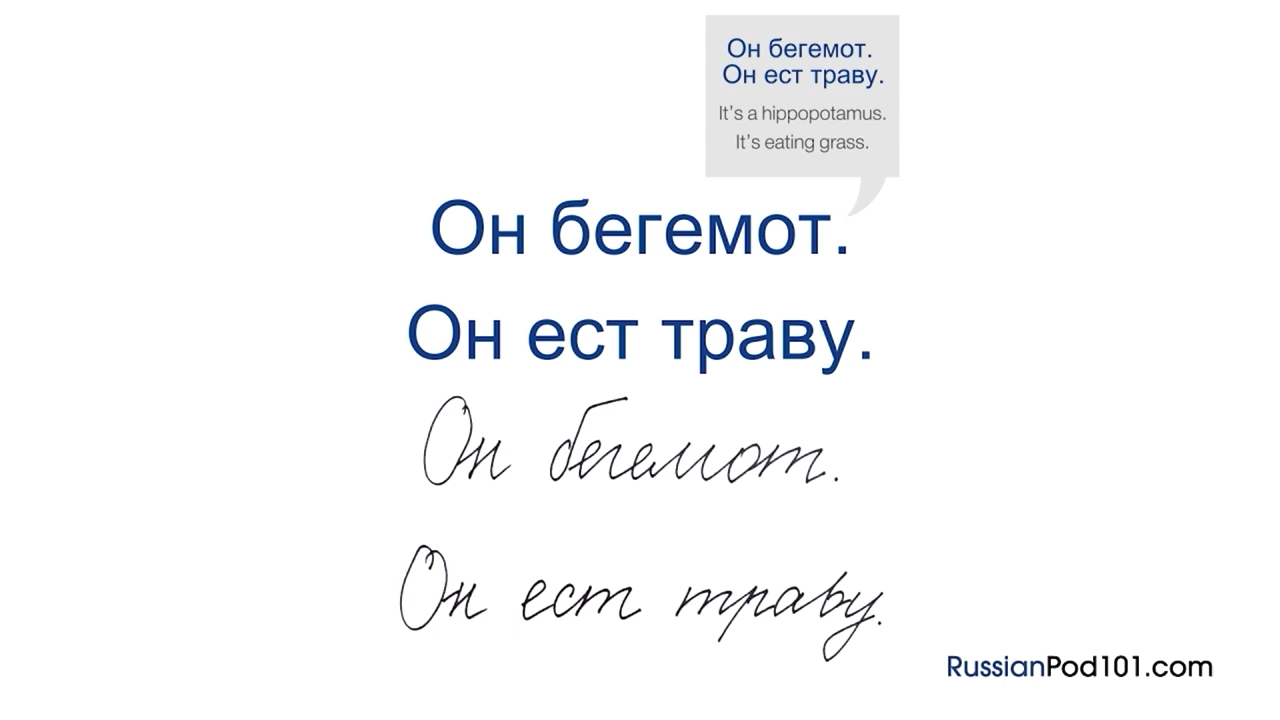 Он бегемот.
Он ест траву.
It's a hippopotamus.
It's eating grass.
Он бегемот.
Он ест траву.
Он бегемот.
Он ест траву.
RussianPod101.com